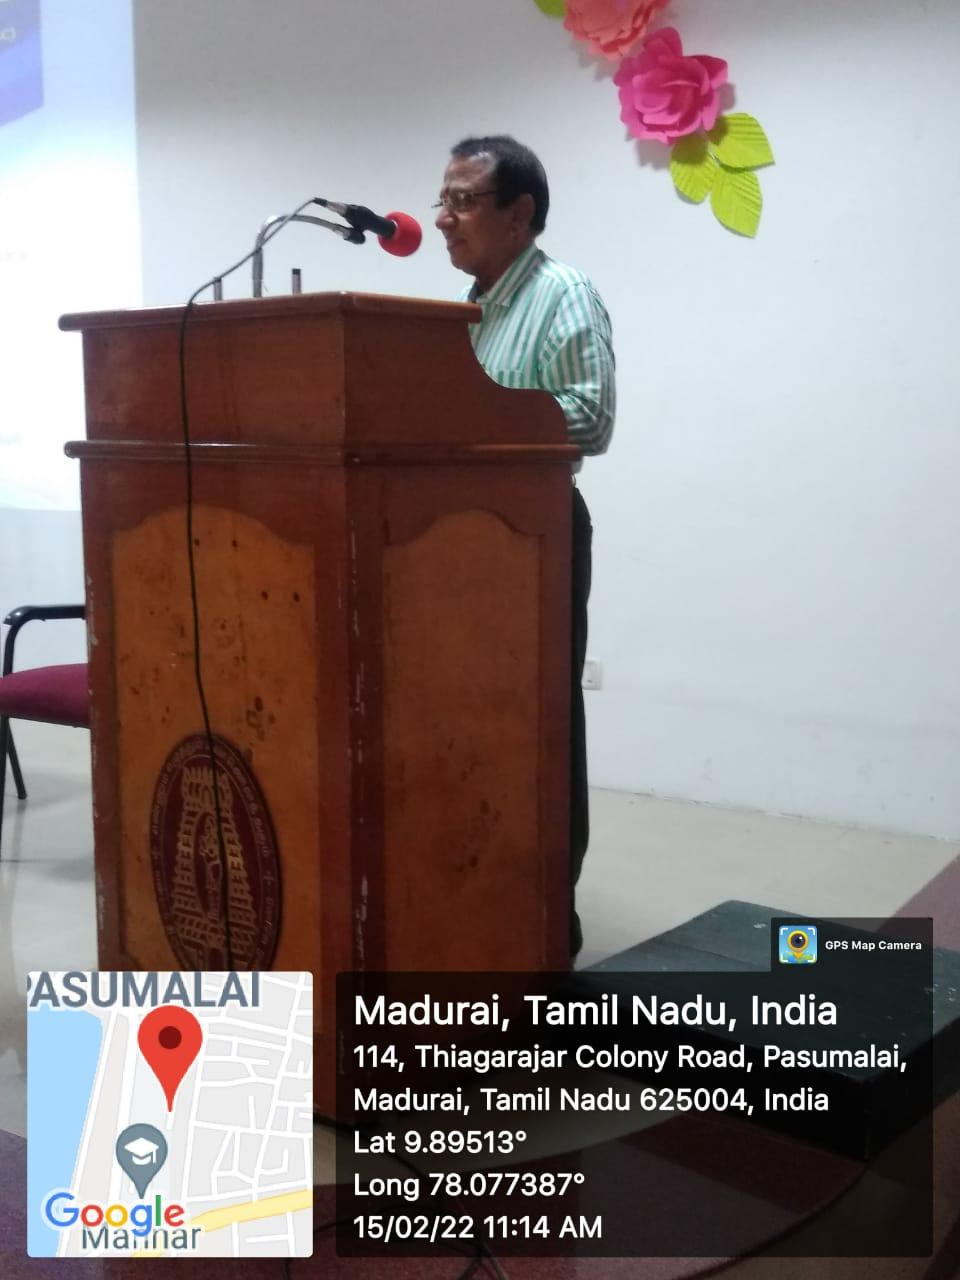 GPS Map Camera
PASUMALAI
Google
Mannar
Madurai, Tamil Nadu, India
114, Thiagarajar Colony Road, Pasumalai,
Madurai, Tamil Nadu 625004, India
Lat 9.89513°
Long 78.077387°
15/02/22 11:14 AM